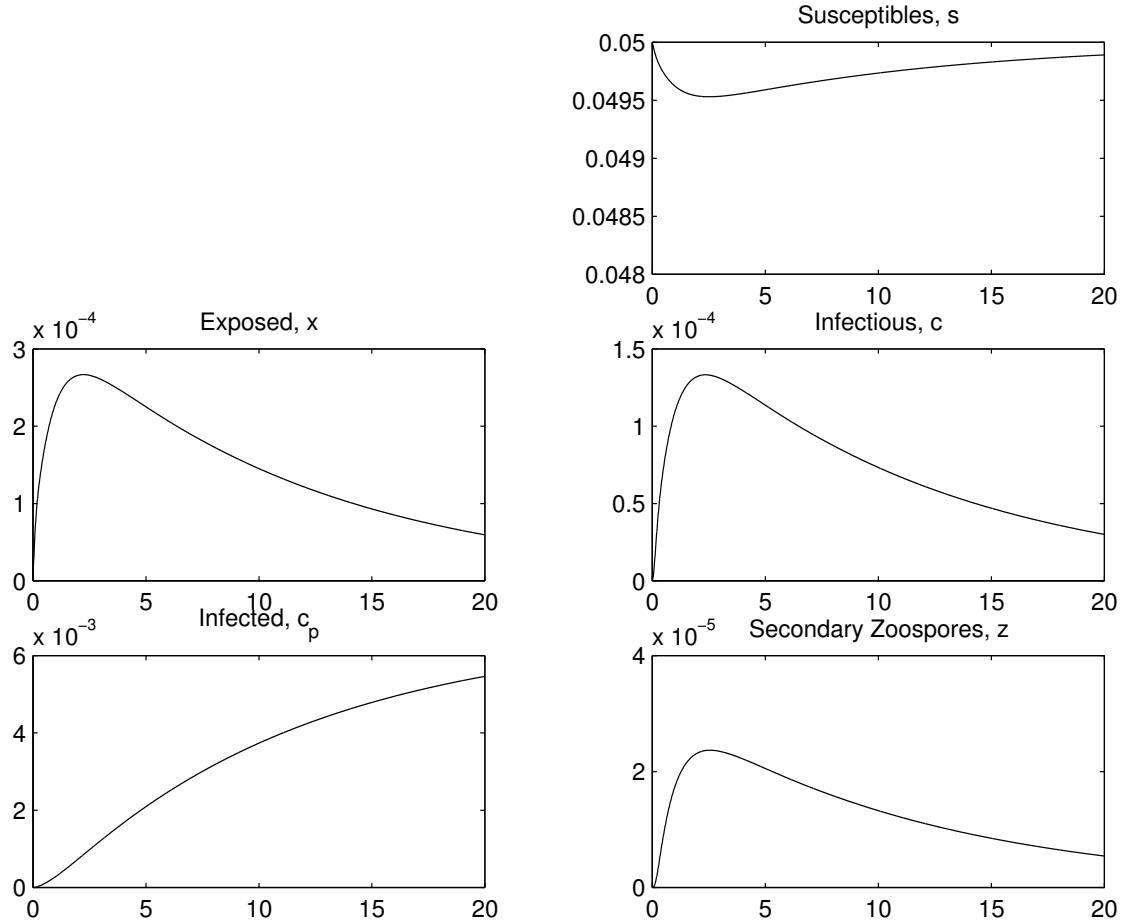 Susceptibles, s
0.05
0.0495
0.049
0.0485
0.048
0 5 10 15 20
Exposed, x
x 10⁻⁴
3
2
1
0
0 5 10 15 20
Infectious, c
x 10⁻⁴
1.5
1
0.5
0
0 5 10 15 20
Infected, c_p
x 10⁻³
6
4
2
0
0 5 10 15 20
Secondary Zoospores, z
x 10⁻⁵
4
2
0
0 5 10 15 20